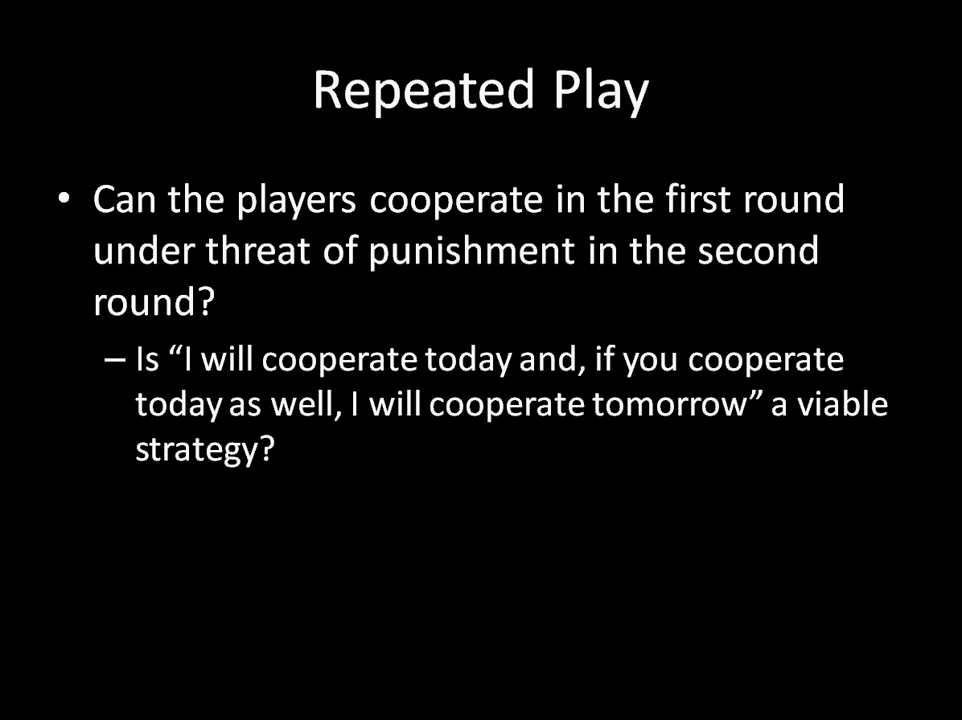 Repeated Play
• Can the players cooperate in the first round
under threat of punishment in the second
round?
– Is “I will cooperate today and, if you cooperate
today as well, I will cooperate tomorrow” a viable
strategy?